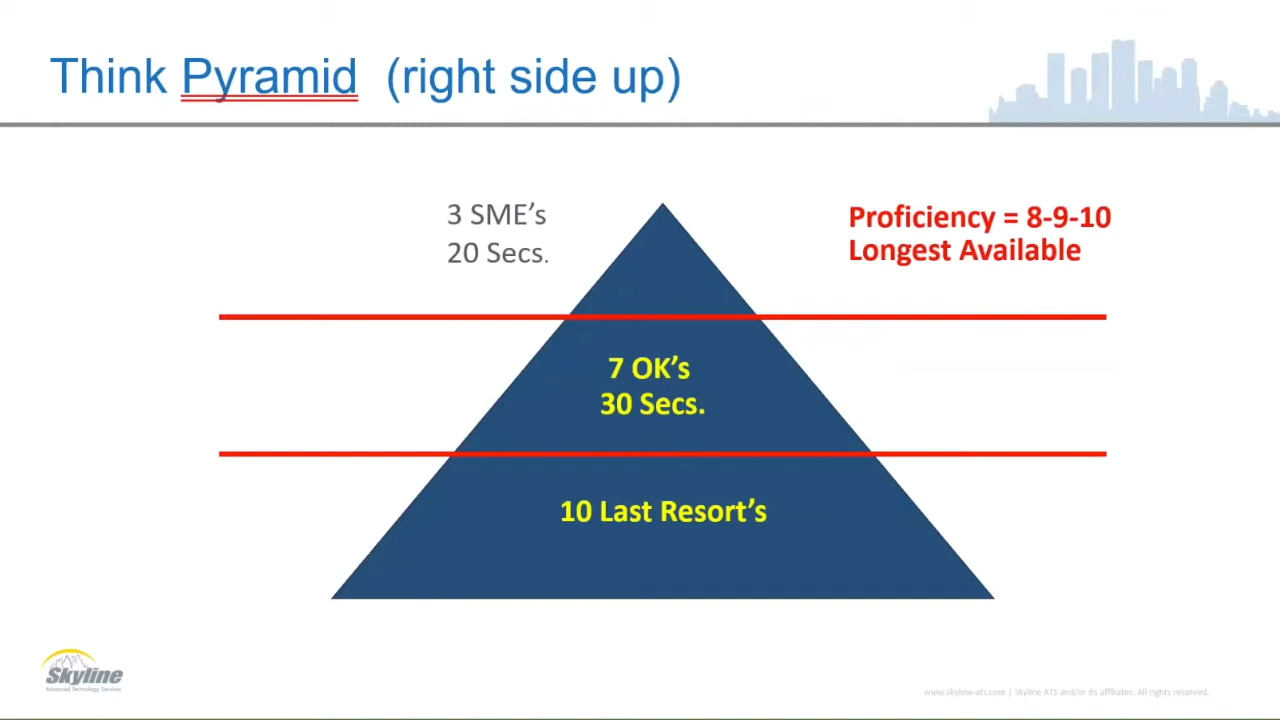 Think Pyramid (right side up)
3 SME’s
20 Secs.
Proficiency = 8-9-10
Longest Available
7 OK’s
30 Secs.
10 Last Resort’s
Skyline
Advanced Technology Services
www.skyline-ats.com | Skyline ATS and/or its affiliates. All rights reserved.